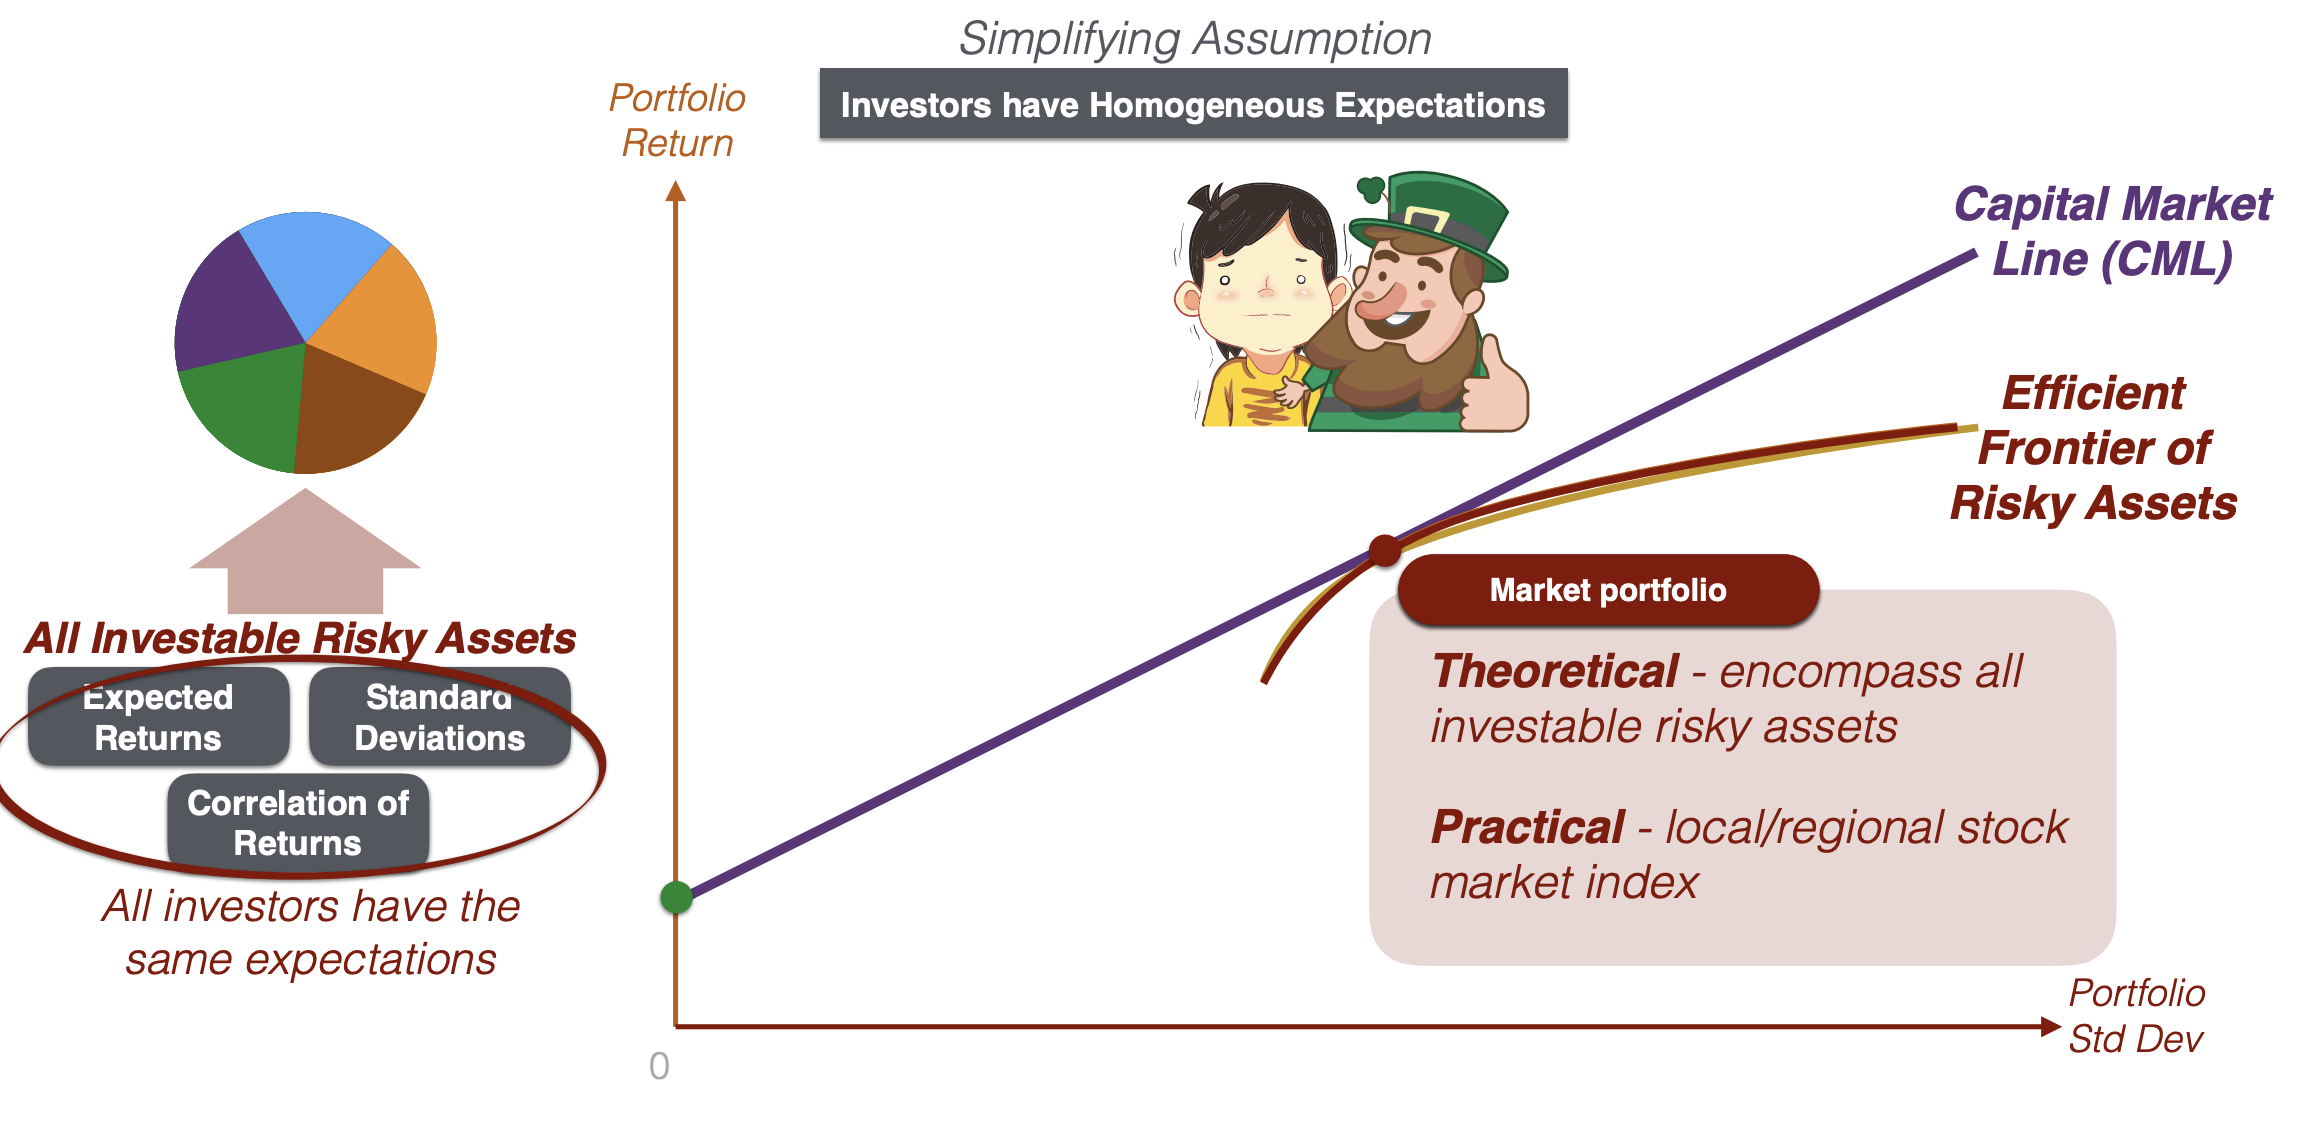 Simplifying Assumption
Investors have Homogeneous Expectations
Portfolio
Return
Capital Market
Line (CML)
Efficient
Frontier of
Risky Assets
Market portfolio
Theoretical - encompass all
investable risky assets
Practical - local/regional stock
market index
Portfolio
Std Dev
0
All Investable Risky Assets
Expected
Returns
Standard
Deviations
Correlation of
Returns
All investors have the
same expectations